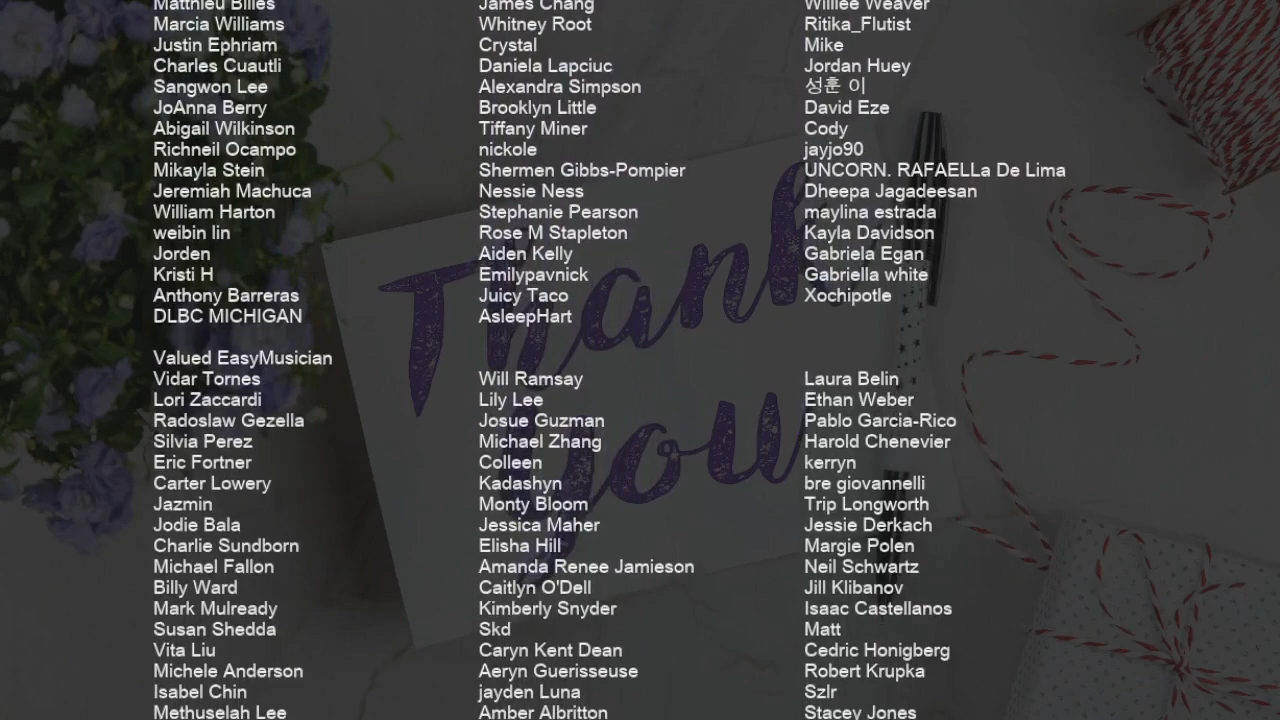 Matthieu Billes
James Chang
Willlee Weaver
Marcia Williams
Whitney Root
Ritika_Flutist
Justin Ephriam
Crystal
Mike
Charles Cuautli
Daniela Lapciuc
Jordan Huey
Sangwon Lee
Alexandra Simpson
성훈 이
JoAnna Berry
Brooklyn Little
David Eze
Abigail Wilkinson
Tiffany Miner
Cody
Richneil Ocampo
nickole
jayjo90
Mikayla Stein
Shermen Gibbs-Pompier
UNCORN. RAFAELLa De Lima
Jeremiah Machuca
Nessie Ness
Dheepa Jagadeesan
William Harton
Stephanie Pearson
maylina estrada
weibin lin
Rose M Stapleton
Kayla Davidson
Jorden
Aiden Kelly
Gabriela Egan
Kristi H
Emilypavnick
Gabriella white
Anthony Barreras
Juicy Taco
Xochipotle
DLBC MICHIGAN
AsleepHart
Valued EasyMusician
Vidar Tornes
Will Ramsay
Laura Belin
Lori Zaccardi
Lily Lee
Ethan Weber
Radoslaw Gezella
Josue Guzman
Pablo Garcia-Rico
Silvia Perez
Michael Zhang
Harold Chenevier
Eric Fortner
Colleen
kerryn
Carter Lowery
Kadashyn
bre giovannelli
Jazmin
Monty Bloom
Trip Longworth
Jodie Bala
Jessica Maher
Jessie Derkach
Charlie Sundborn
Elisha Hill
Margie Polen
Michael Fallon
Amanda Renee Jamieson
Neil Schwartz
Billy Ward
Caitlyn O'Dell
Jill Klibanov
Mark Mulready
Kimberly Snyder
Isaac Castellanos
Susan Shedda
Skd
Matt
Vita Liu
Caryn Kent Dean
Cedric Honigberg
Michele Anderson
Aeryn Guerisseuse
Robert Krupka
Isabel Chin
jayden Luna
Szlr
Methuselah Lee
Amber Albritton
Stacey Jones
Thank
you